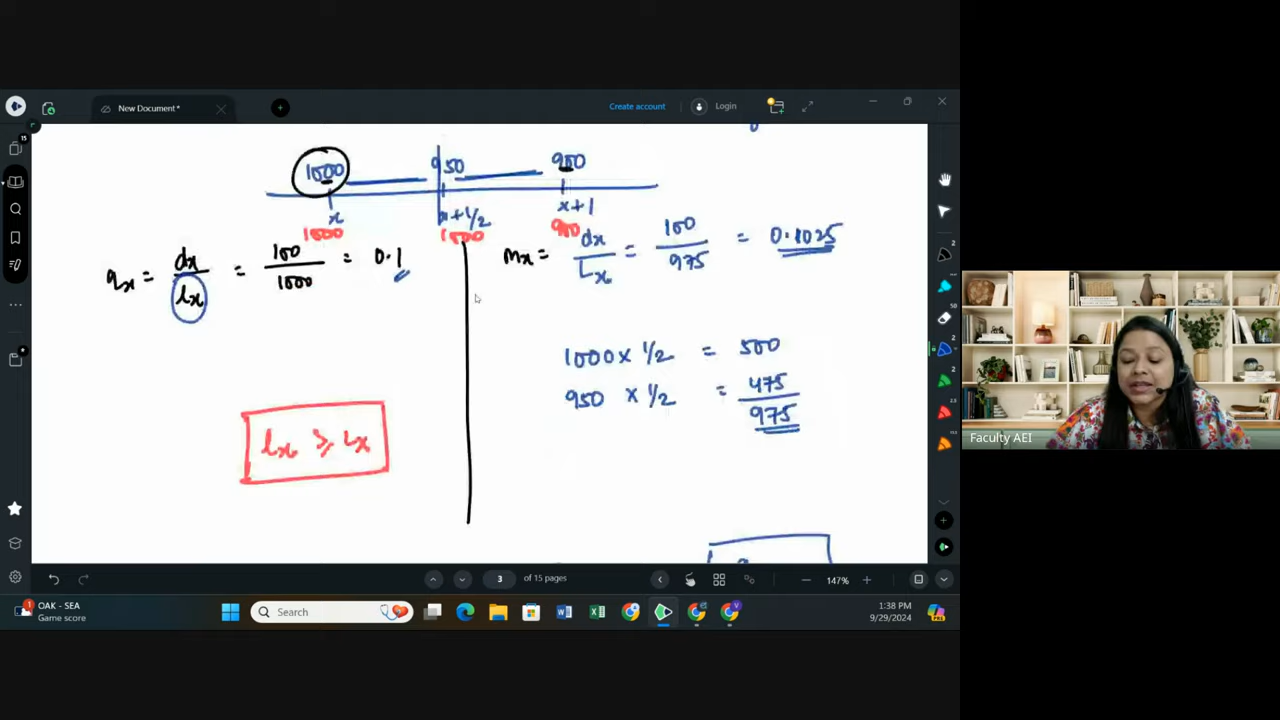 New Document*
Create account
Login
1000 950 900
x x+1/2 x+1
1000 1000 900
qx = dx/lx = 100/1000 = 0.1
mx = dx/Lx = 100/975 = 0.1025
1000 x 1/2 = 500
950 x 1/2 = 475
975
lx ≥ Lx
Faculty AEI
3 of 15 pages
147%
OAK - SEA
Game score
Search
1:38 PM
9/29/2024